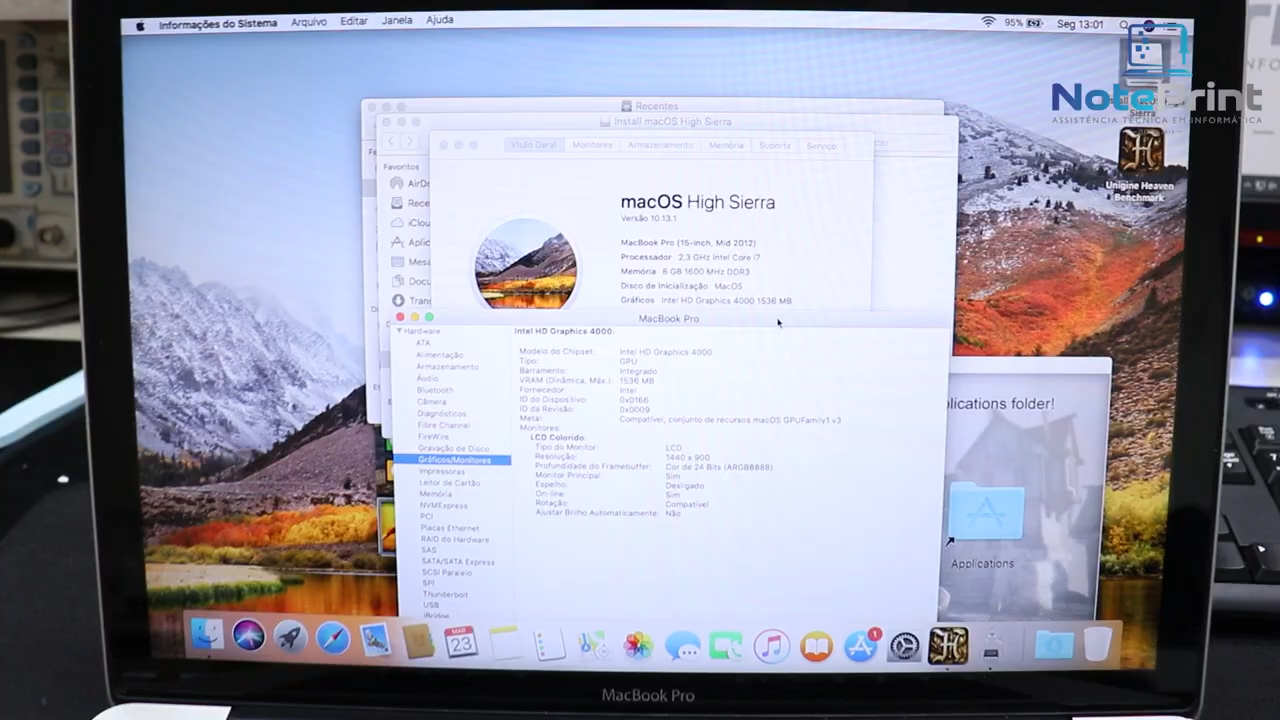 Informações do Sistema Arquivo Editar Janela Ajuda
95% Seg 13:01
NotePrint
ASSISTÊNCIA TÉCNICA EM INFORMÁTICA
Sierra
Unigine Heaven
Benchmark
Recentes
Install macOS High Sierra
Visão Geral Monitores Armazenamento Memória Suporte Serviço
Favoritos
AirDr
Rece
iClou
Aplic
Mesa
Docu
Trans
macOS High Sierra
Versão 10.13.1
MacBook Pro (15-inch, Mid 2012)
Processador 2,3 GHz Intel Core i7
Memória 8 GB 1600 MHz DDR3
Disco de Inicialização MacOS
Gráficos Intel HD Graphics 4000 1536 MB
MacBook Pro
Hardware
ATA
Alimentação
Armazenamento
Áudio
Bluetooth
Câmera
Diagnósticos
Fibre Channel
FireWire
Gravação de Disco
Gráficos/Monitores
Impressoras
Leitor de Cartão
Memória
NVMExpress
PCI
Placas Ethernet
RAID do Hardware
SAS
SATA/SATA Express
SCSI Paralelo
SPI
Thunderbolt
USB
iBridge
Intel HD Graphics 4000:
Modelo do Chipset: Intel HD Graphics 4000
Tipo: GPU
Barramento: Integrado
VRAM (Dinâmica, Máx.): 1536 MB
Fornecedor: Intel
ID do Dispositivo: 0x0166
ID da Revisão: 0x0009
Metal: Compatível, conjunto de recursos macOS GPUFamily1 v3
Monitores:
LCD Colorido:
Tipo do Monitor: LCD
Resolução: 1440 x 900
Profundidade do Framebuffer: Cor de 24 Bits (ARGB8888)
Monitor Principal: Sim
Espelho: Desligado
On-line: Sim
Rotação: Compatível
Ajustar Brilho Automaticamente: Não
plications folder!
Applications
23
1
MacBook Pro